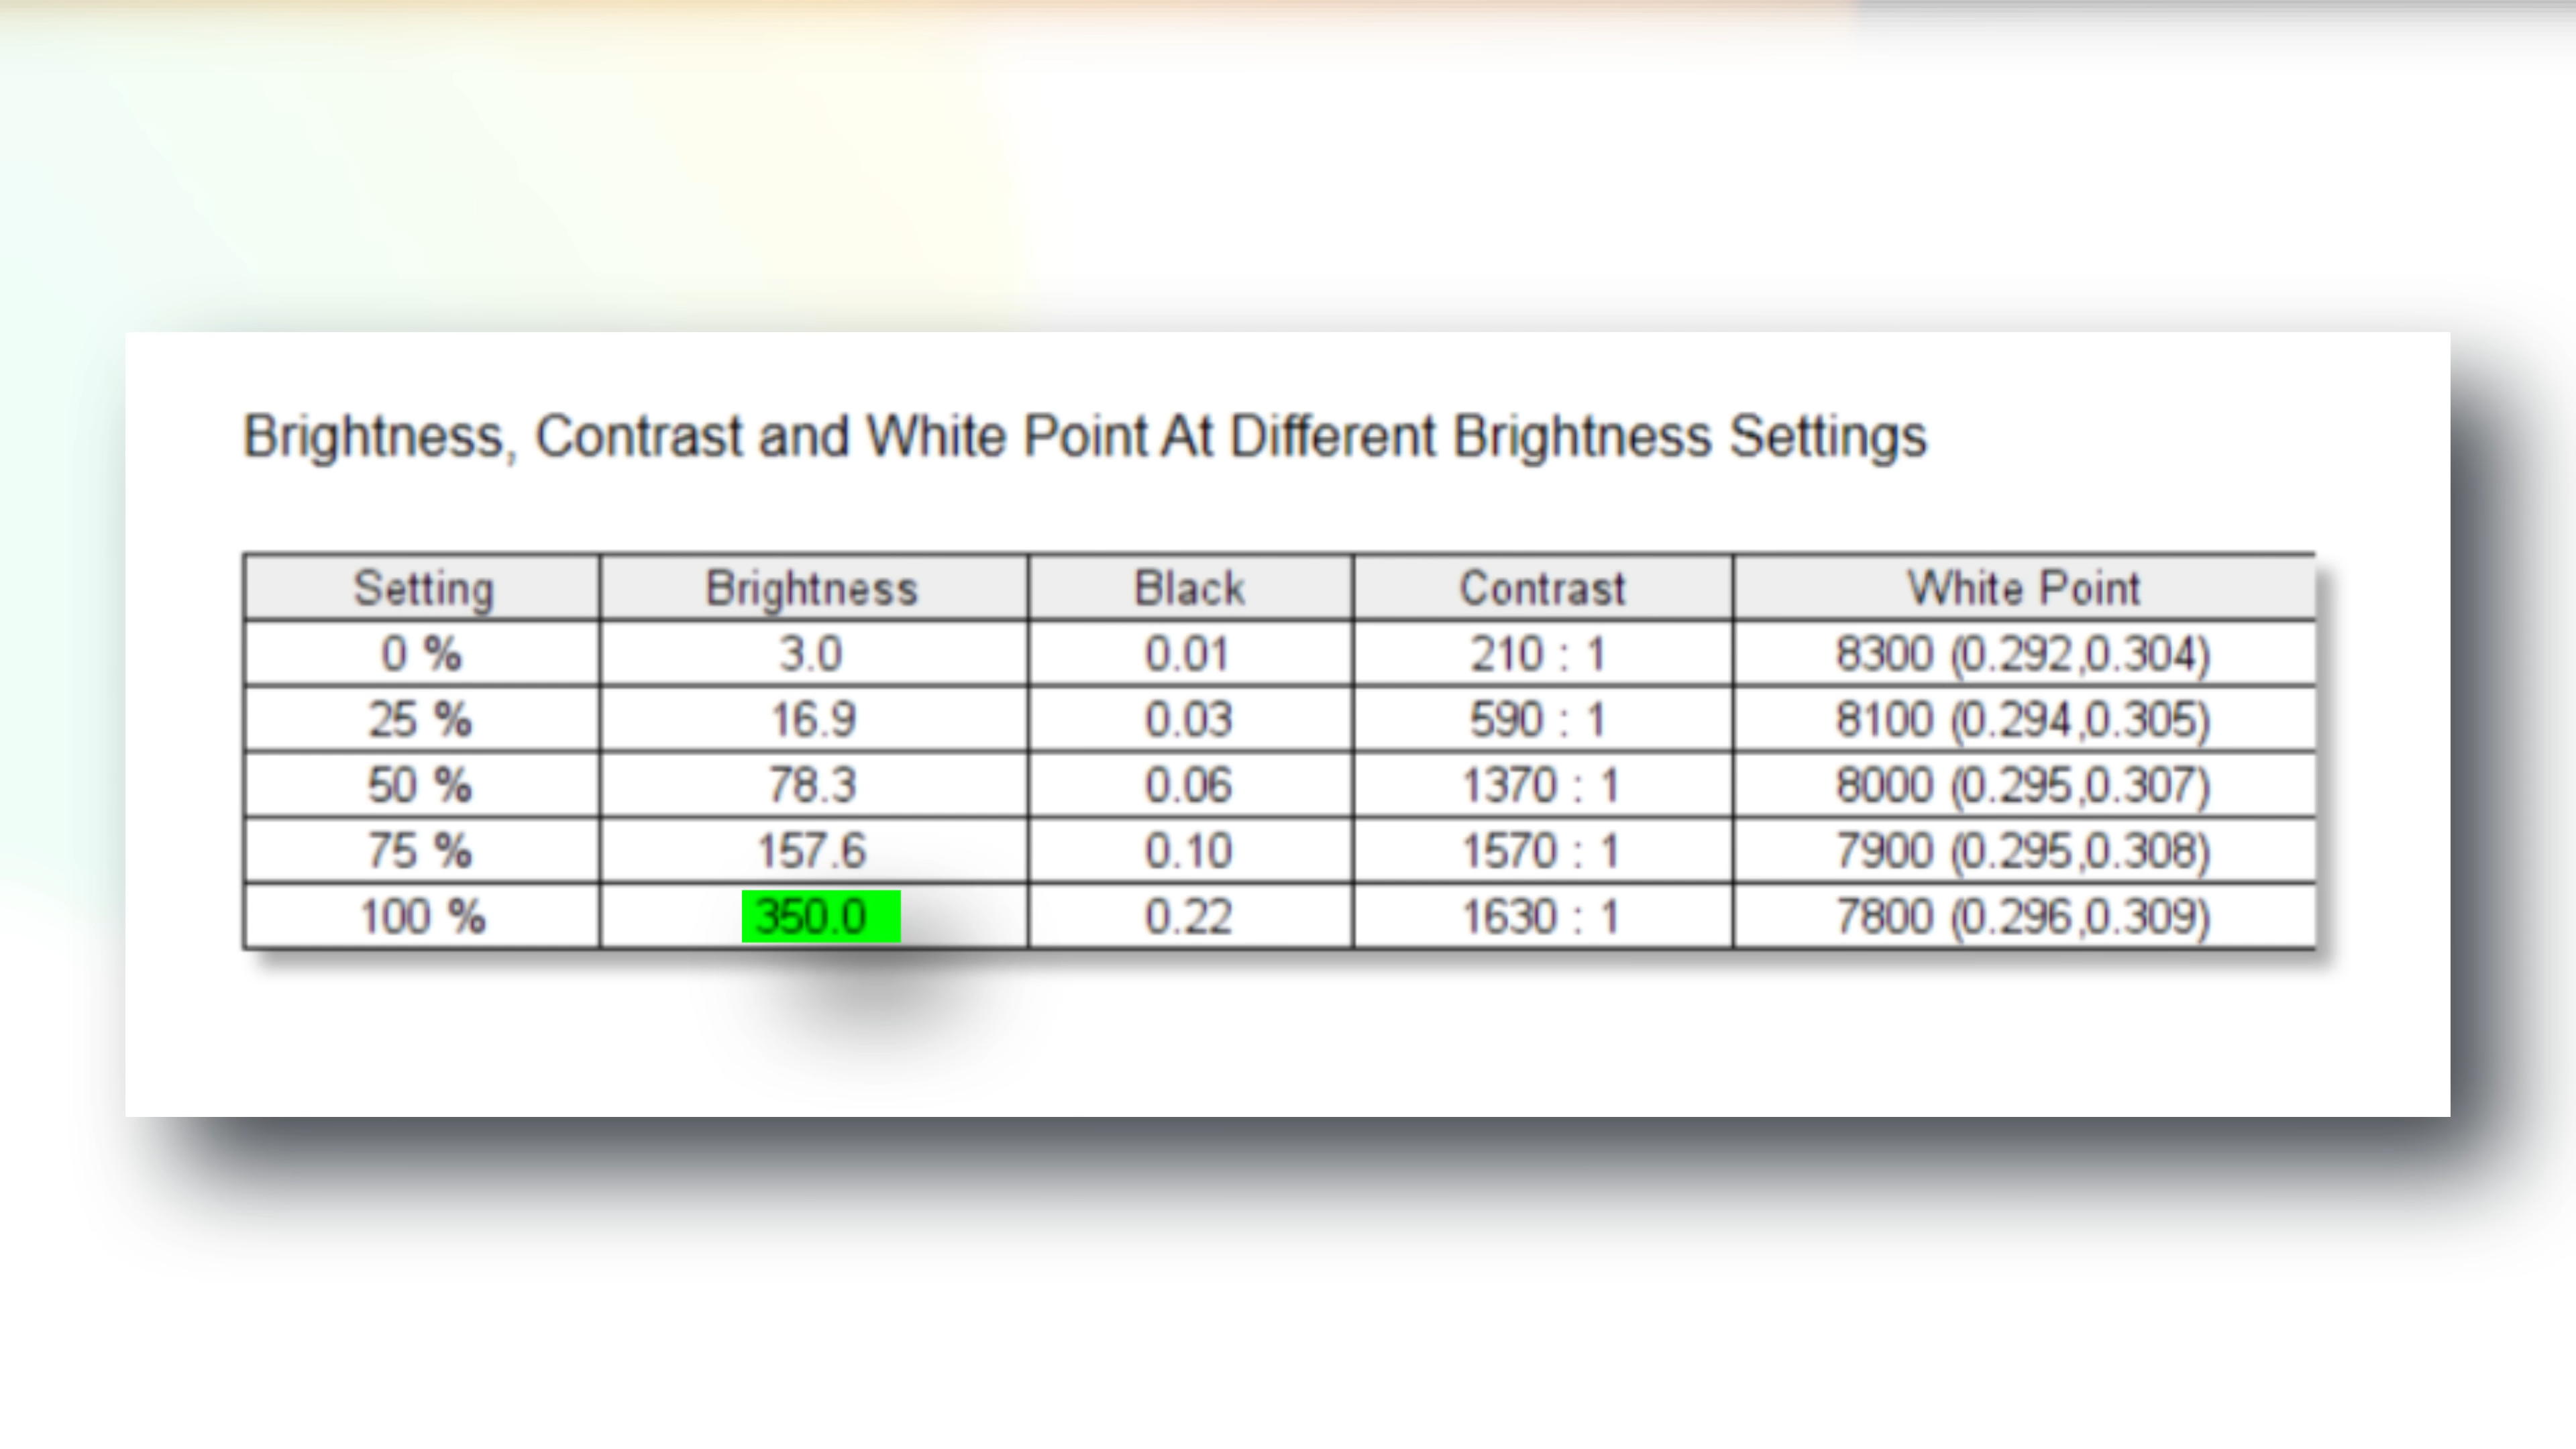 Brightness, Contrast and White Point At Different Brightness Settings
Setting Brightness Black Contrast White Point
0 % 3.0 0.01 210 : 1 8300 (0.292,0.304)
25 % 16.9 0.03 590 : 1 8100 (0.294,0.305)
50 % 78.3 0.06 1370 : 1 8000 (0.295,0.307)
75 % 157.6 0.10 1570 : 1 7900 (0.295,0.308)
100 % 350.0 0.22 1630 : 1 7800 (0.296,0.309)